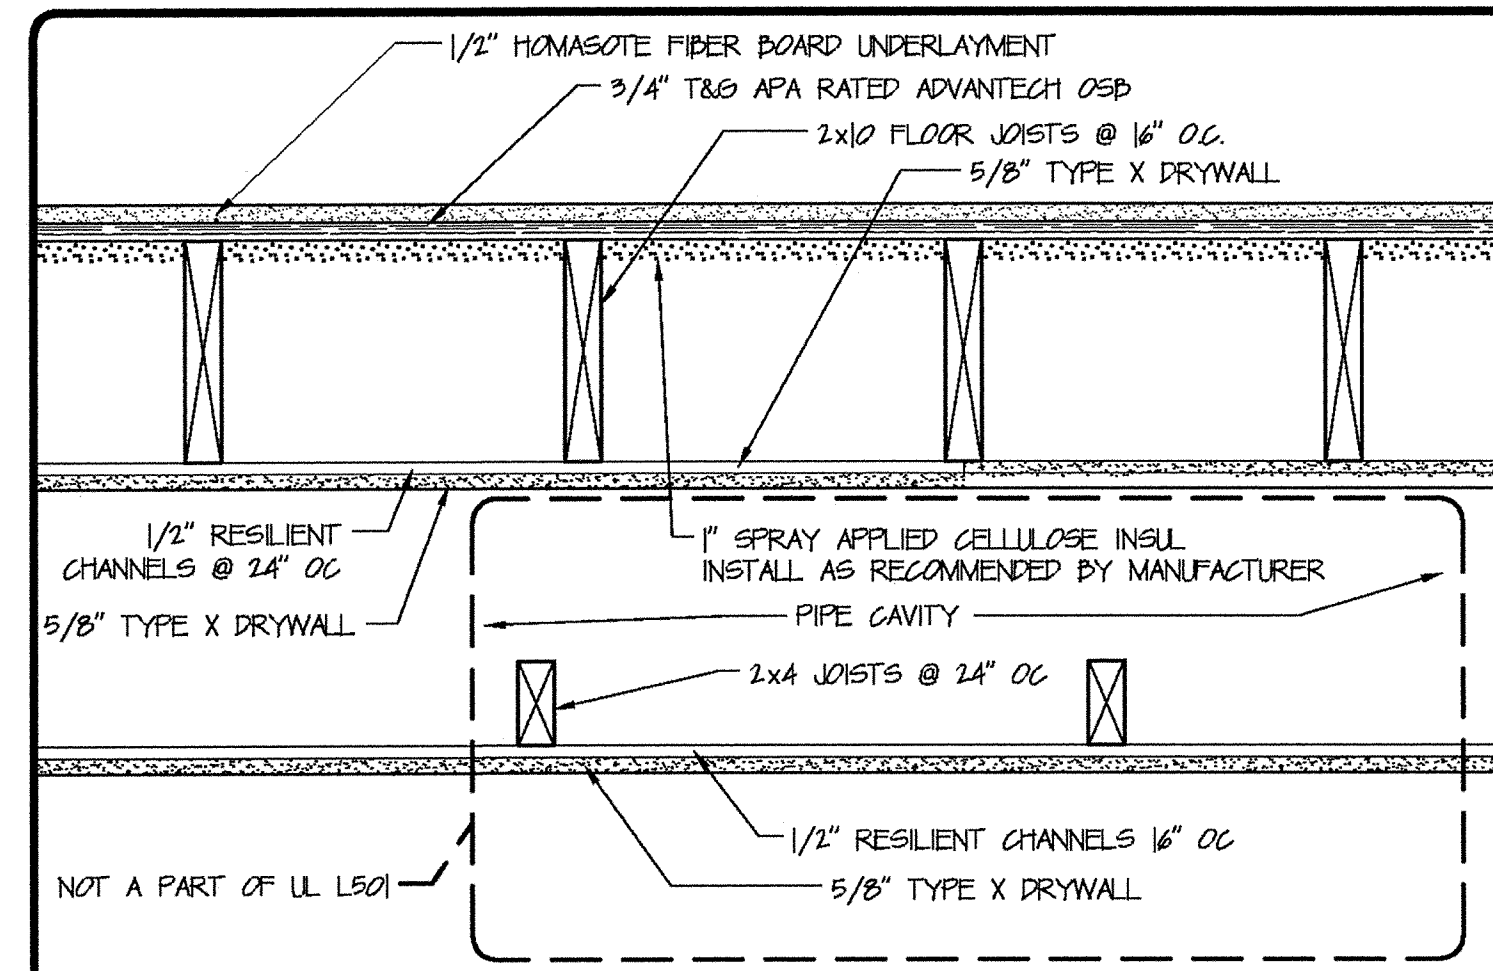 1/2" HOMASOTE FIBER BOARD UNDERLAYMENT
3/4" T&G APA RATED ADVANTECH OSB
2x10 FLOOR JOISTS @ 16" O.C.
5/8" TYPE X DRYWALL
1/2" RESILIENT
CHANNELS @ 24" OC
5/8" TYPE X DRYWALL
1" SPRAY APPLIED CELLULOSE INSUL
INSTALL AS RECOMMENDED BY MANUFACTURER
PIPE CAVITY
2x4 JOISTS @ 24" OC
1/2" RESILIENT CHANNELS 16" OC
5/8" TYPE X DRYWALL
NOT A PART OF UL L501